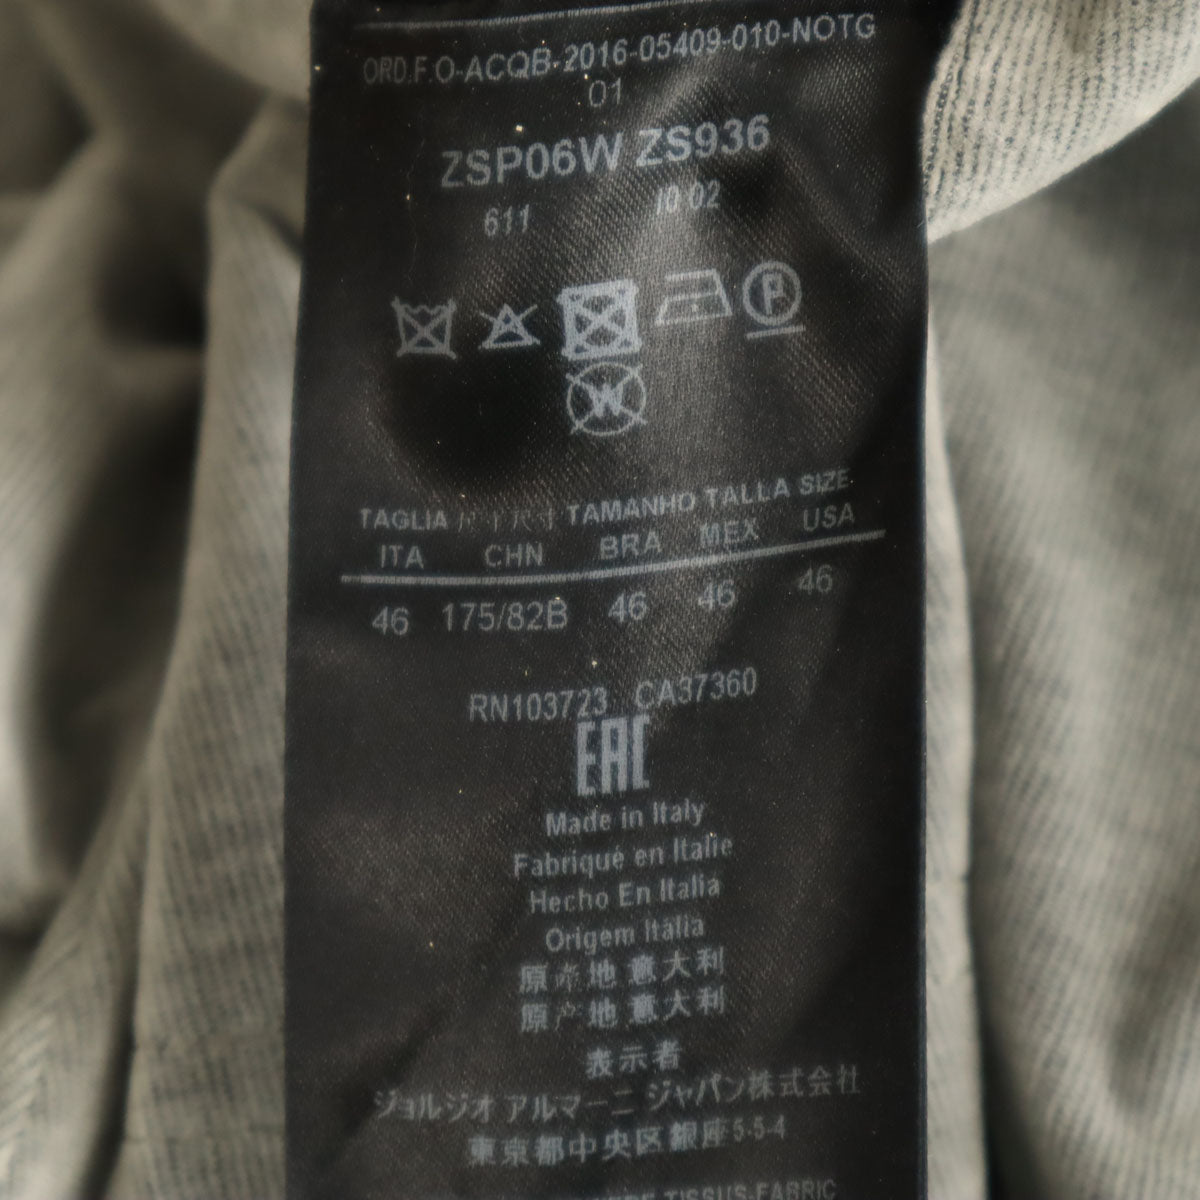 ORD.F.O-ACQB-2016-05409-010-NOTG
01
ZSP06W ZS936
611 10 02
P
W
TAGLIA 尺寸 尺寸 TAMANHO TALLA SIZE
ITA CHN BRA MEX USA
46 175/82B 46 46 46
RN103723 CA37360
EAC
Made in Italy
Fabriqué en Italie
Hecho En Italia
Origem Italia
原產地 意大利
原产地 意大利
表示者
ジョルジオ アルマーニ ジャパン株式会社
東京都中央区銀座5-5-4
TISSUS FABRIC